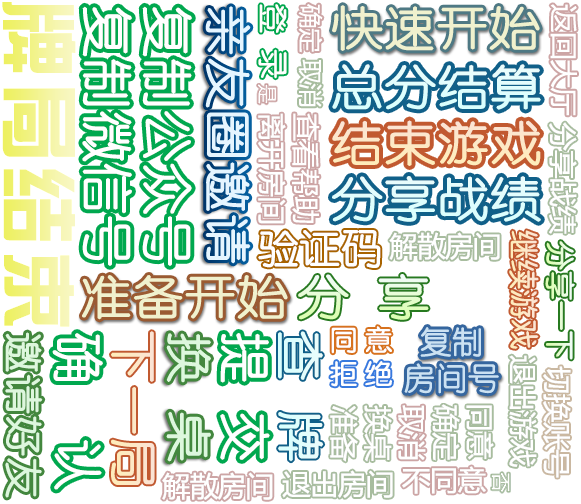 牌局结束
复制微信号
复制公众号
亲友圈邀请
登录
是
确定
取消
离开房间
查看帮助
快速开始
总分结算
结束游戏
分享战绩
返回大厅
分享战绩
验证码
解散房间
继续游戏
分享一下
准备开始
分享
邀请好友
确认
下一局
换桌
提交
查牌
同意
拒绝
复制
房间号
准备
换桌
取消
确定
同意
退出游戏
切换账号
解散房间
退出房间
不同意
否